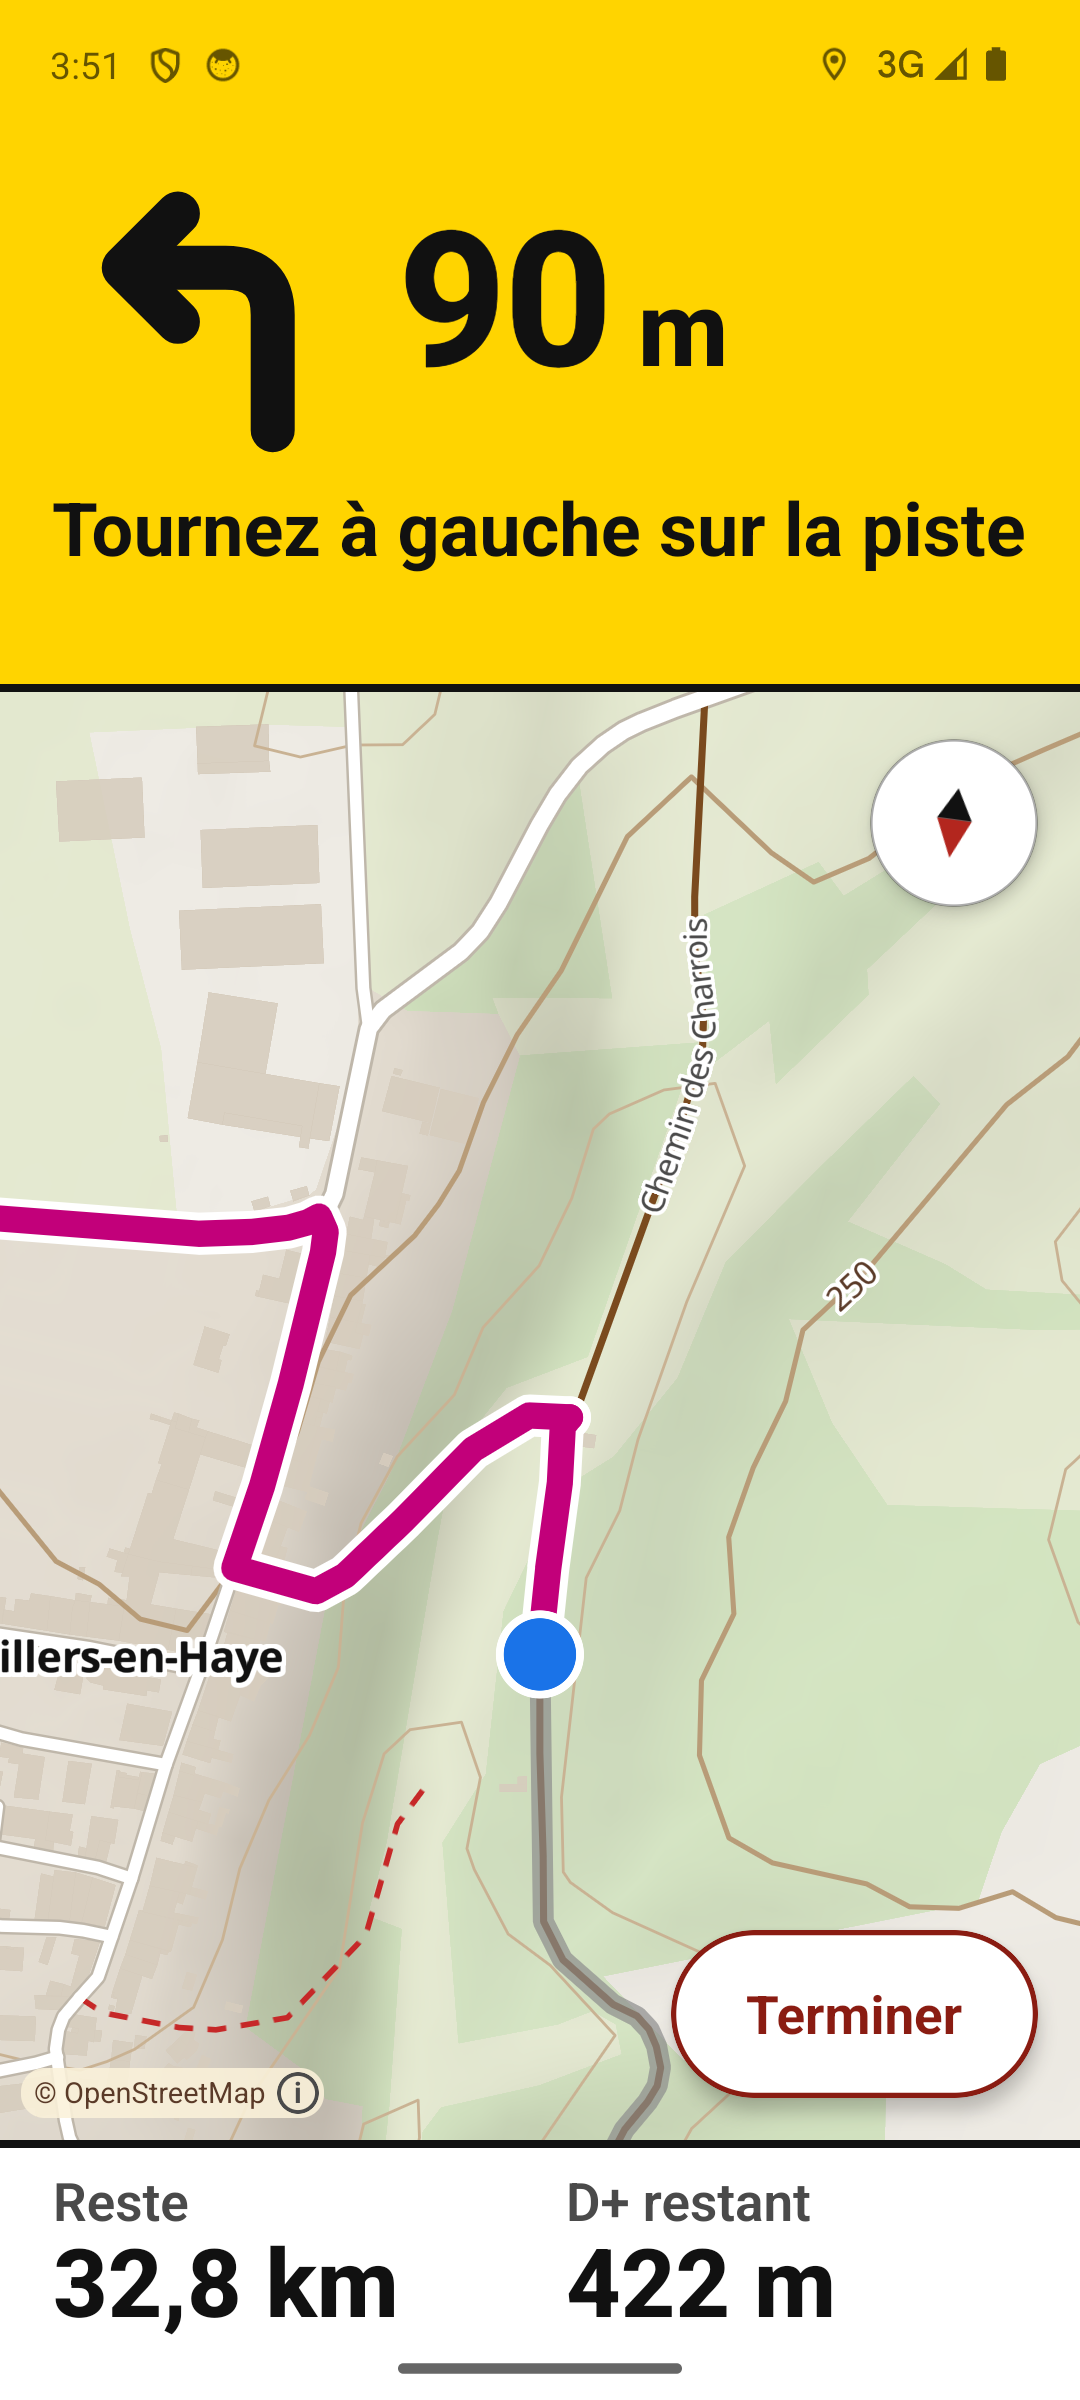 3:51
3G
90 m
Tournez à gauche sur la piste
Chemin des Charrois
250
illers-en-Haye
Terminer
© OpenStreetMap
Reste
32,8 km
D+ restant
422 m